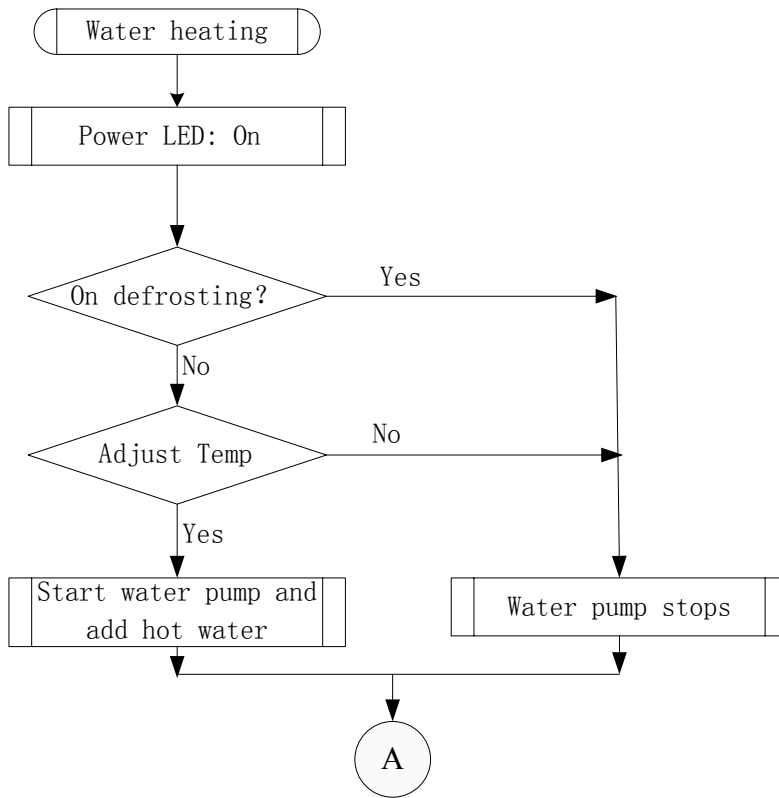 Water heating
Power LED: On
On defrosting?
Yes
No
Adjust Temp
No
Yes
Start water pump and
add hot water
Water pump stops
A